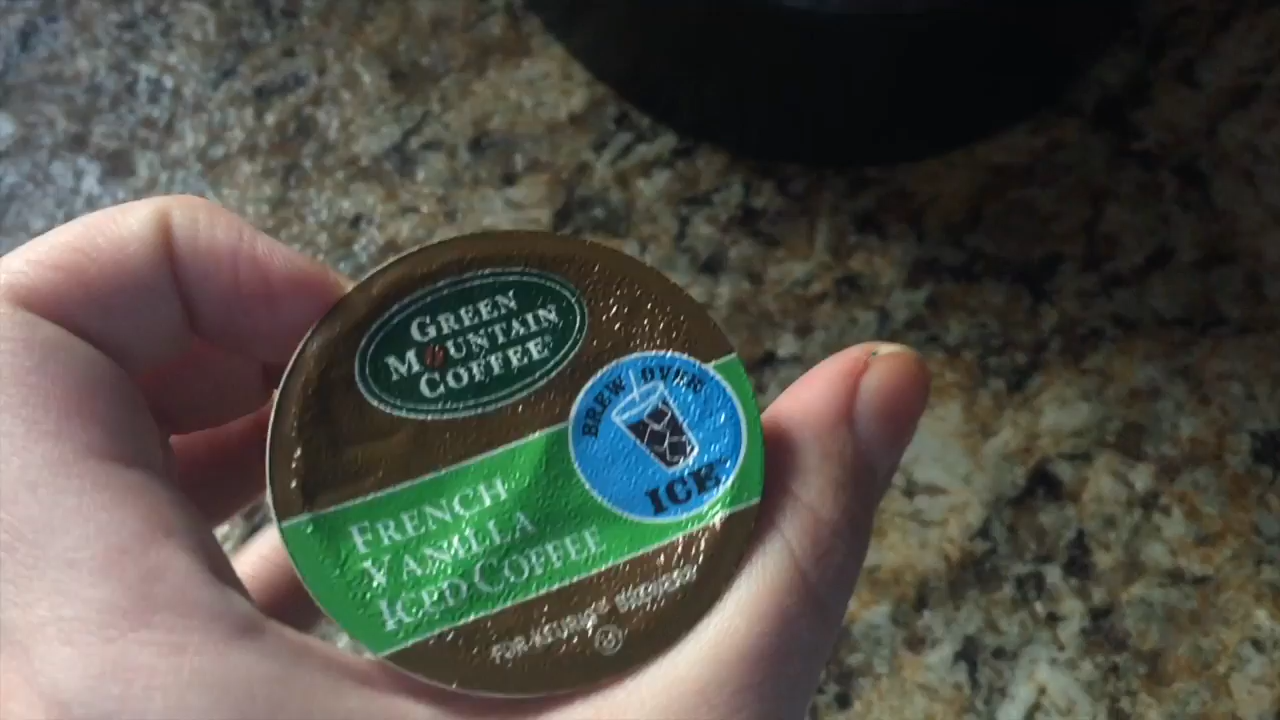 GREEN
MOUNTAIN
COFFEE
BREW OVER
ICE
FRENCH
VANILLA
ICED COFFEE
FOR KEURIG® BREWERS